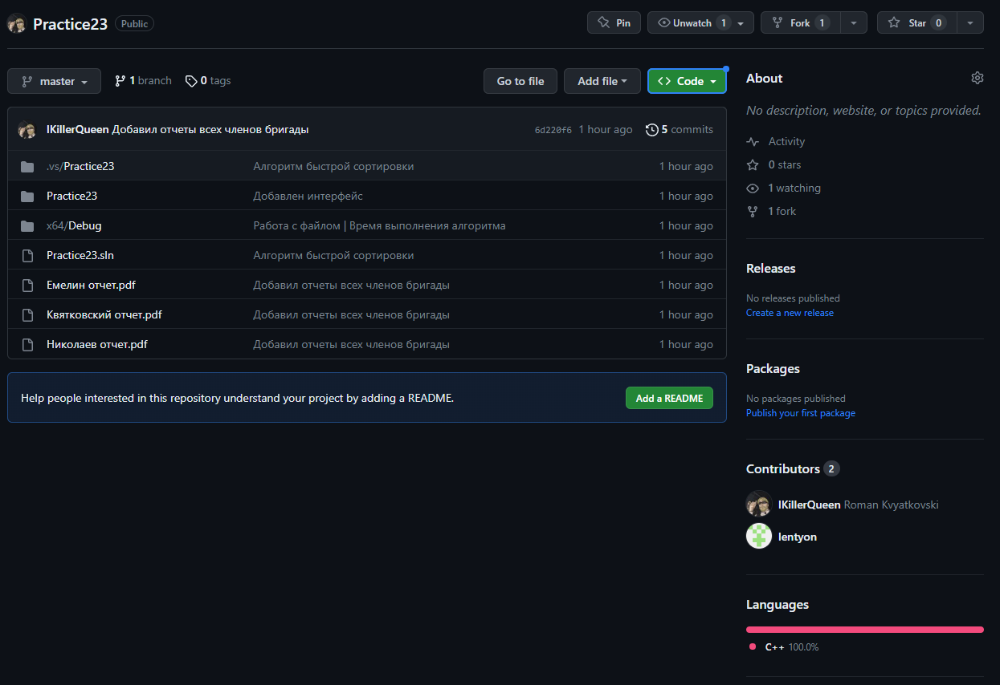 Practice23 Public Pin Unwatch 1 Fork 1 Star 0
master 1 branch 0 tags Go to file Add file Code
IKillerQueen Добавил отчеты всех членов бригады 6d220f6 1 hour ago 5 commits
.vs/Practice23 Алгоритм быстрой сортировки 1 hour ago
Practice23 Добавлен интерфейс 1 hour ago
x64/Debug Работа с файлом | Время выполнения алгоритма 1 hour ago
Practice23.sln Алгоритм быстрой сортировки 1 hour ago
Емелин отчет.pdf Добавил отчеты всех членов бригады 1 hour ago
Квятковский отчет.pdf Добавил отчеты всех членов бригады 1 hour ago
Николаев отчет.pdf Добавил отчеты всех членов бригады 1 hour ago
Help people interested in this repository understand your project by adding a README. Add a README
About
No description, website, or topics provided.
Activity
0 stars
1 watching
1 fork
Releases
No releases published
Create a new release
Packages
No packages published
Publish your first package
Contributors 2
IKillerQueen Roman Kvyatkovski
lentyon
Languages
C++ 100.0%